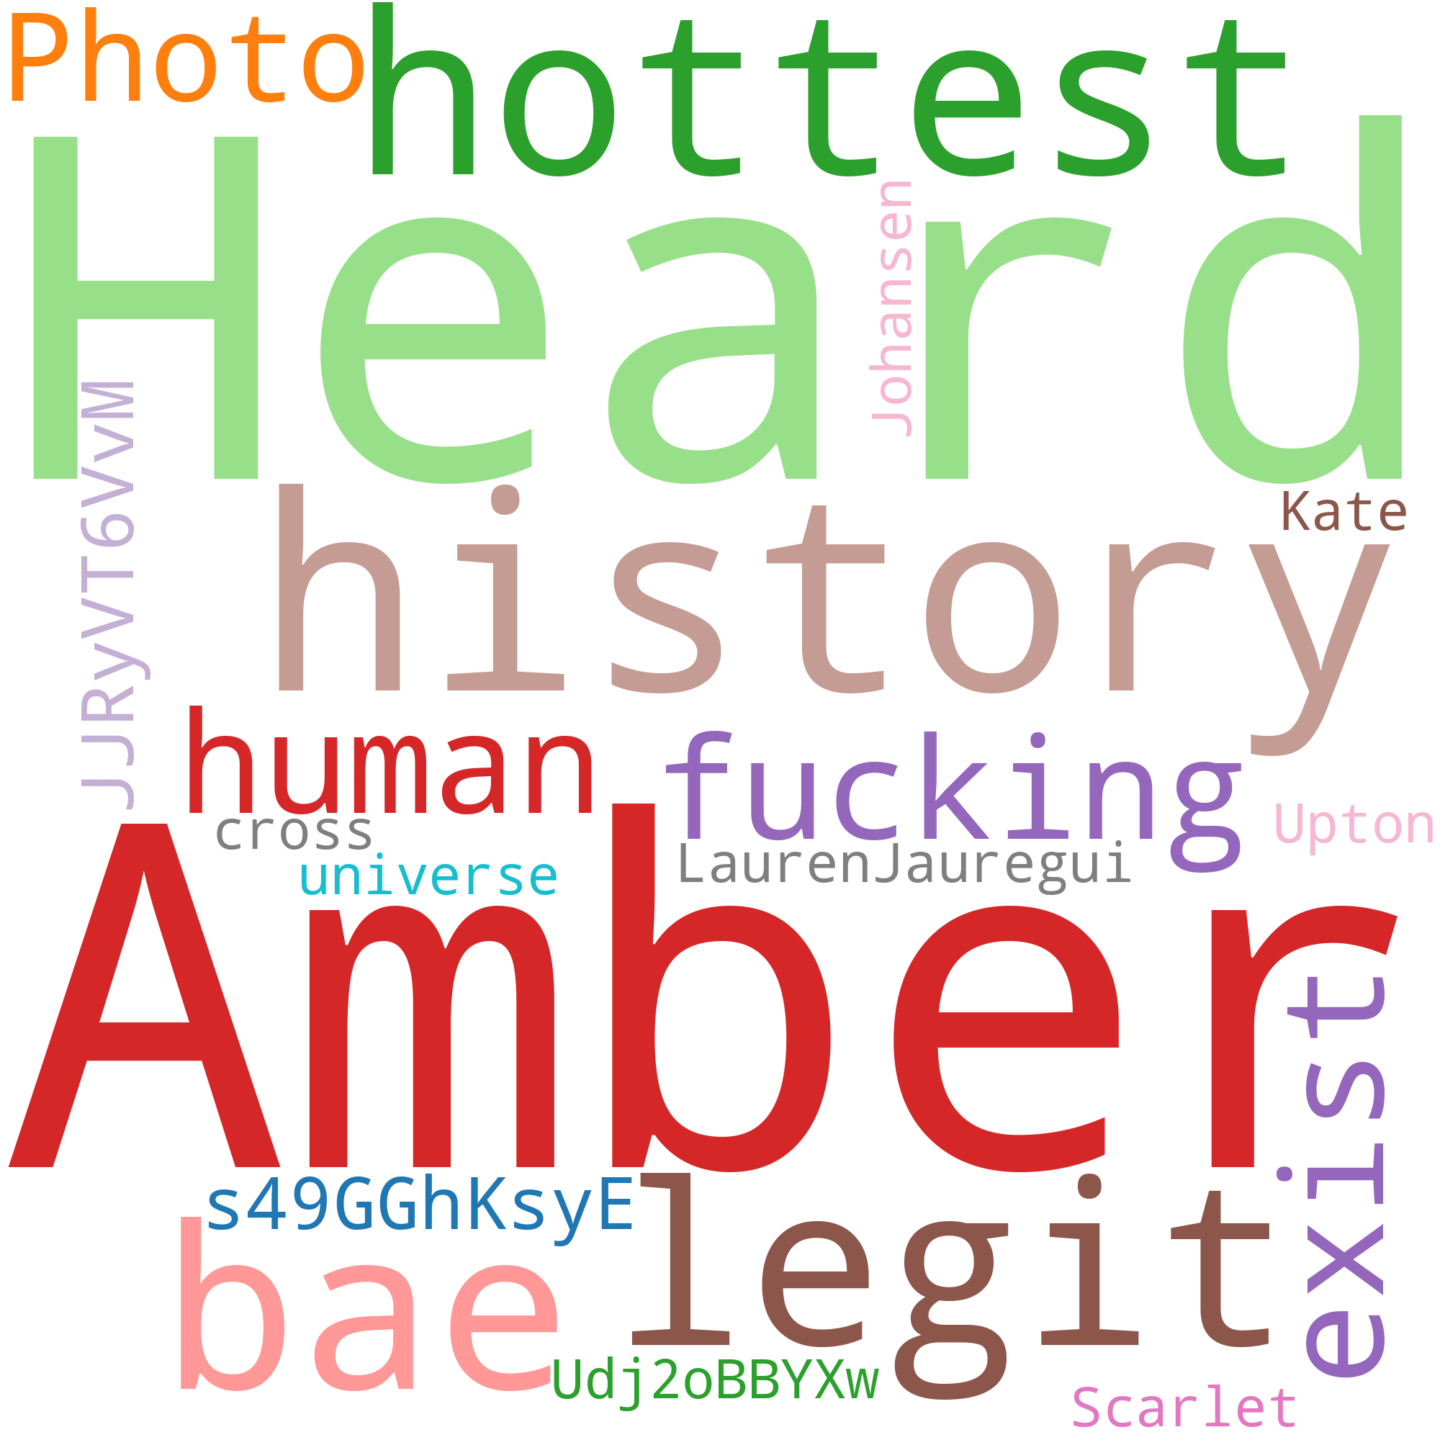 Photo
hottest
Heard
Johansen
JJRyVT6VvM
history
Kate
human
fucking
cross
LaurenJauregui
Upton
universe
Amber
exist
s49GGhKsyE
legit
bae
Udj2oBBYXw
Scarlet